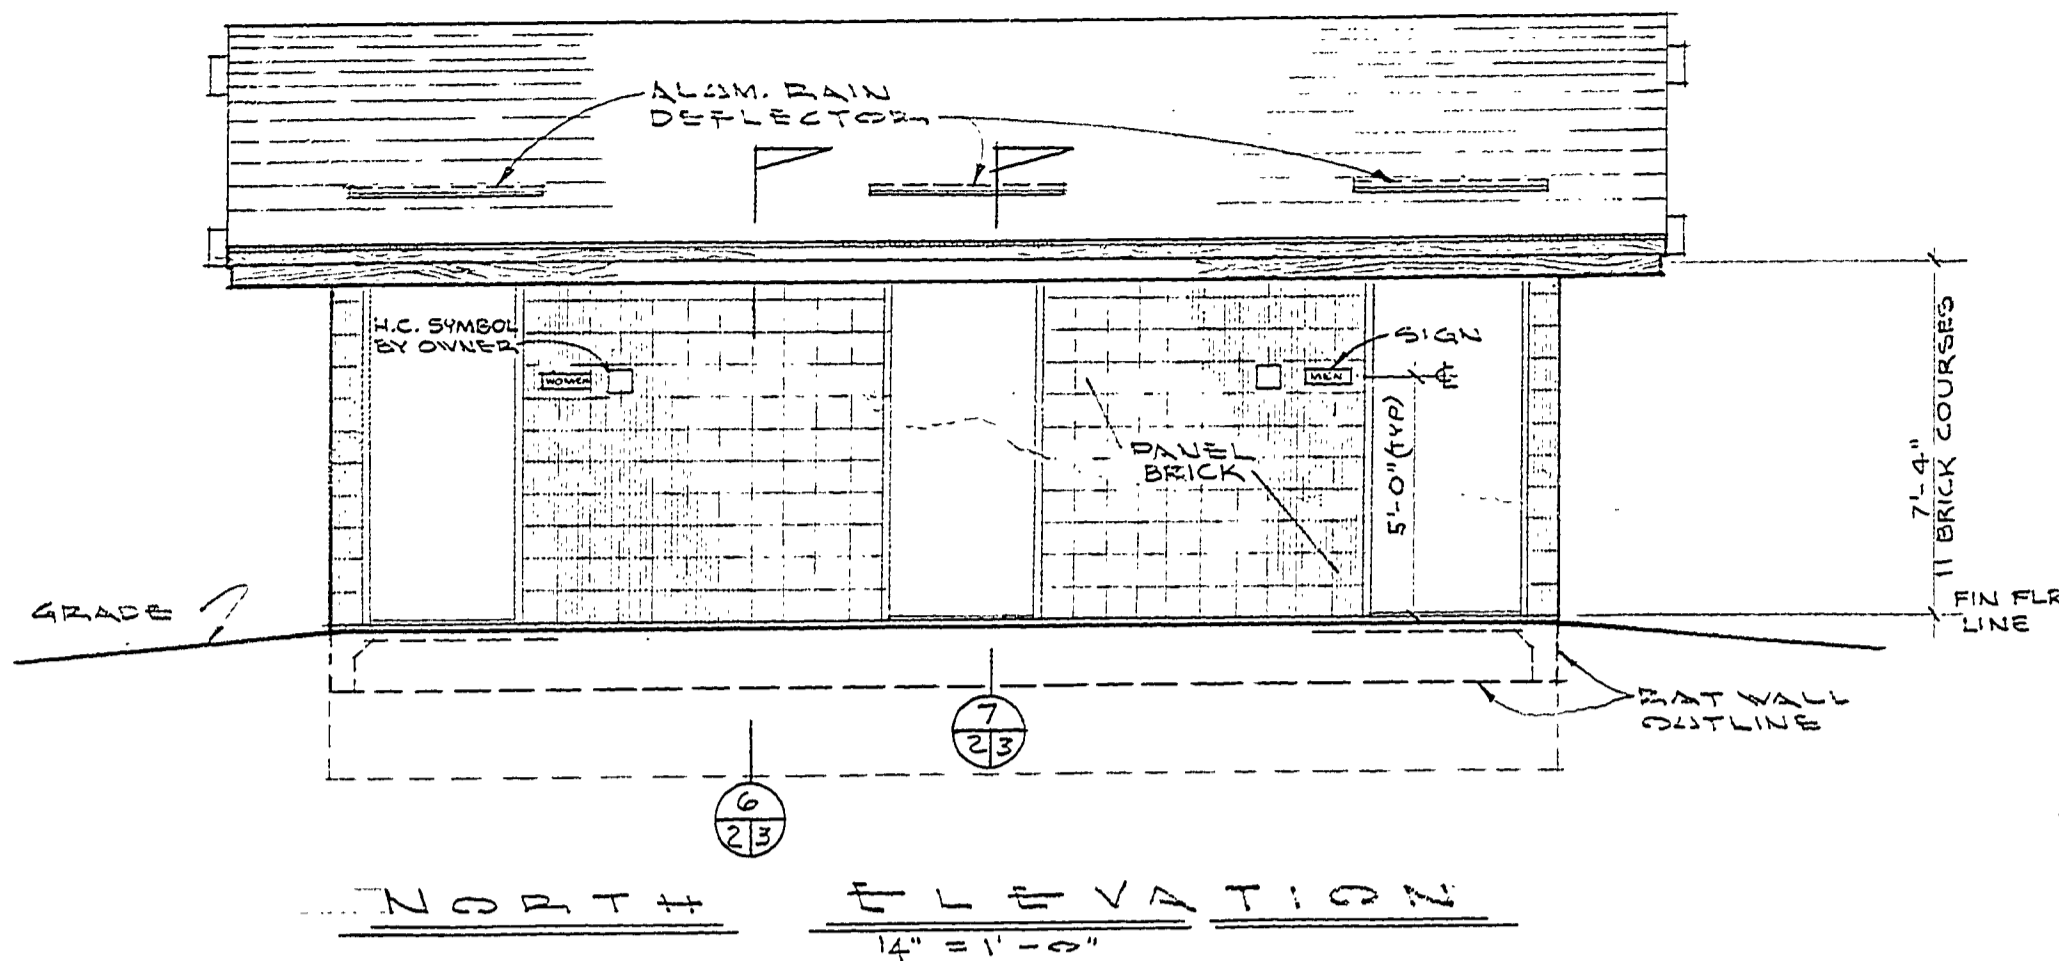 ALUM. RAIN
DEFLECTOR
H.C. SYMBOL
BY OWNER
WOMEN
SIGN
MEN
PANEL
BRICK
5'-0" (TYP)
7'-4"
11 BRICK COURSES
GRADE
FIN FLR
LINE
RAT WALL
OUTLINE
7
2 3
6
2 3
NORTH ELEVATION
1/4" = 1'-0"